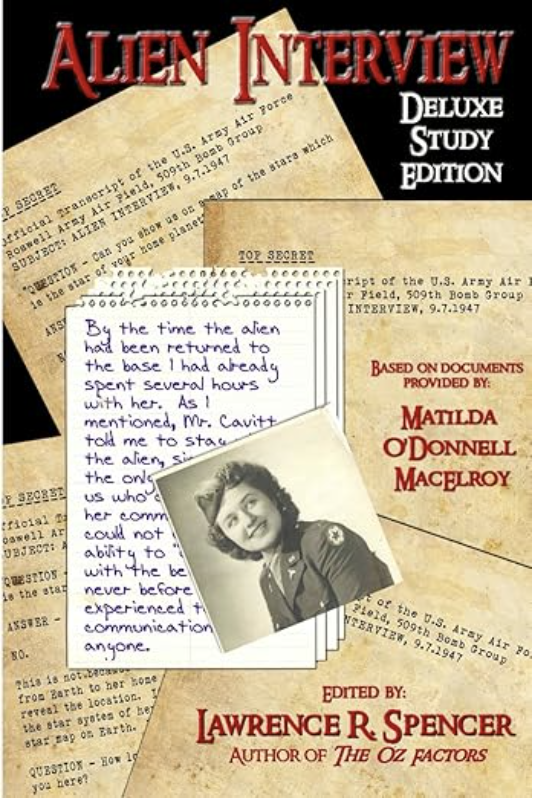 ALIEN INTERVIEW
DELUXE
STUDY
EDITION
TOP SECRET
Official Transcript of the U.S. Army Air Force
Roswell Army Air Field, 509th Bomb Group
SUBJECT: ALIEN INTERVIEW, 9.7.1947
"QUESTION - Can you show us on a map of the stars which
is the star of your home planet
TOP SECRET
ript of the U.S. Army Air
r Field, 509th Bomb Group
INTERVIEW, 9.7.1947
By the time the alien
had been returned to
the base I had already
spent several hours
with her. As I
mentioned, Mr. Cavitt
told me to stay
the alien,
the only
us who
her comm
could not
ability to
with the be
never before
experienced
communication
anyone.
BASED ON DOCUMENTS
PROVIDED BY:
MATILDA
O'DONNELL
MACELROY
P SECRET
fficial
UBJECT:
QUESTION
is the star
ANSWER -
NO.
This is not
from Earth to her home
reveal the location.
the star system of her
star map on Earth.
QUESTION - How
you here?
of the U.S. Army Air
Field, 509th Bomb Group
NTERVIEW, 9.7.1947
EDITED BY:
LAWRENCE R. SPENCER
AUTHOR OF THE OZ FACTORS